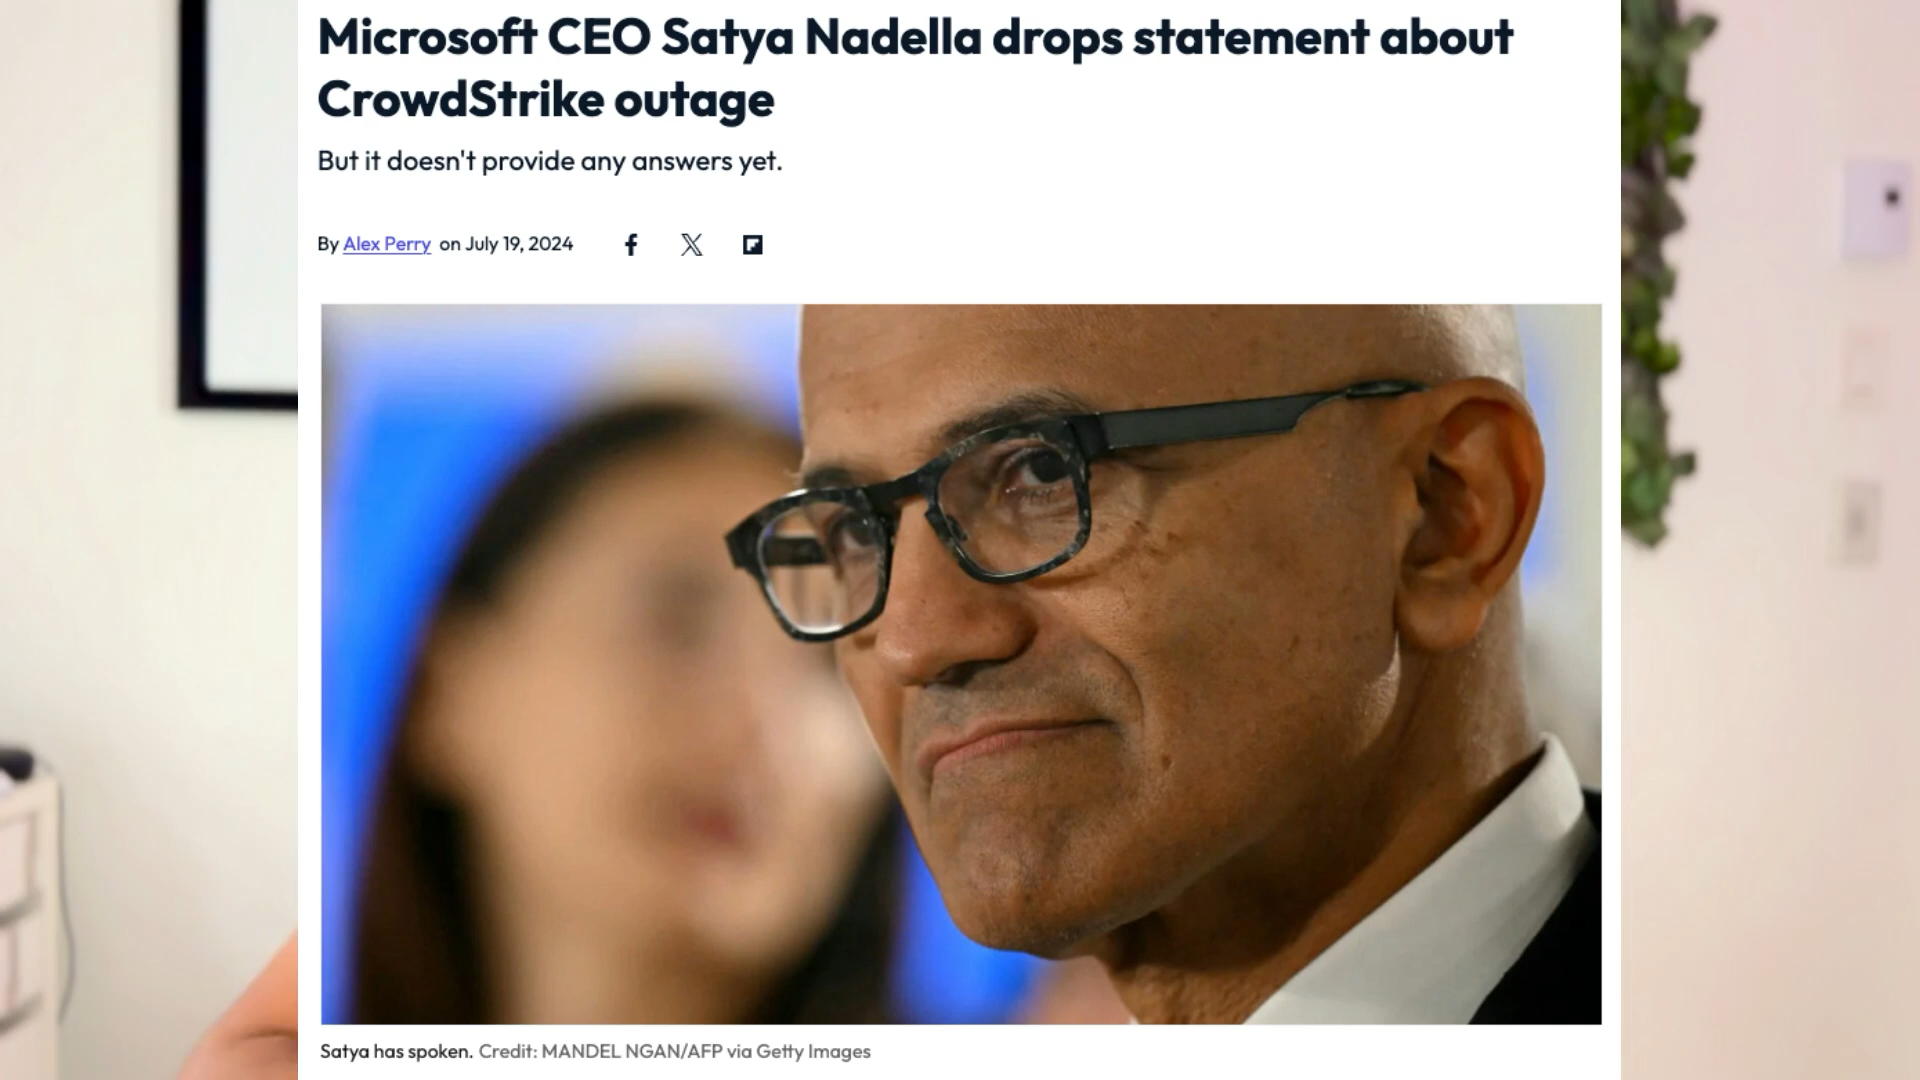 Microsoft CEO Satya Nadella drops statement about
CrowdStrike outage
But it doesn't provide any answers yet.
By Alex Perry on July 19, 2024
Satya has spoken. Credit: MANDEL NGAN/AFP via Getty Images